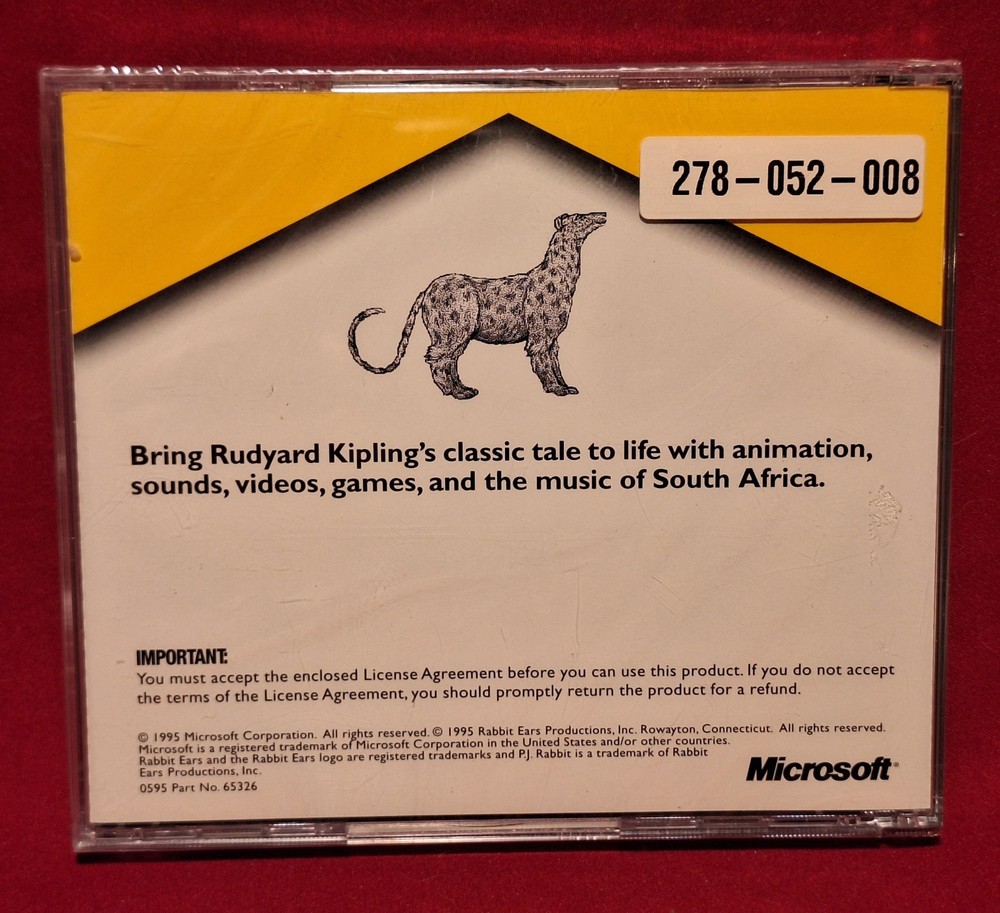 278-052-008
Bring Rudyard Kipling's classic tale to life with animation,
sounds, videos, games, and the music of South Africa.
IMPORTANT:
You must accept the enclosed License Agreement before you can use this product. If you do not accept
the terms of the License Agreement, you should promptly return the product for a refund.
© 1995 Microsoft Corporation. All rights reserved. © 1995 Rabbit Ears Productions, Inc. Rowayton, Connecticut. All rights reserved.
Microsoft is a registered trademark of Microsoft Corporation in the United States and/or other countries.
Rabbit Ears and the Rabbit Ears logo are registered trademarks and P.J. Rabbit is a trademark of Rabbit
Ears Productions, Inc.
0595 Part No. 65326
Microsoft®